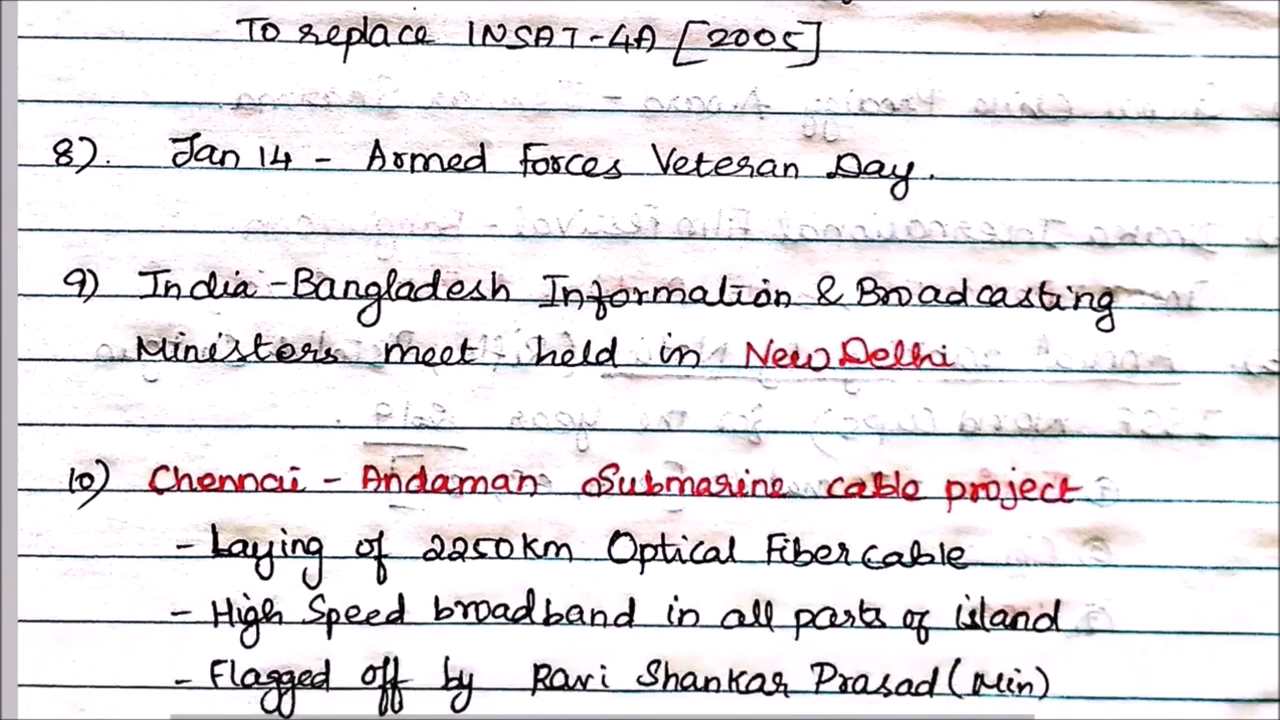 To replace INSAT-4A [2005]
8). Jan 14 - Armed Forces Veteran Day.
9) India-Bangladesh Information & Broadcasting
Ministers meet held in New Delhi
10) Chennai - Andaman Submarine cable project
- Laying of 2250km Optical Fiber cable
- High Speed broadband in all parts of island
- Flagged off by Ravi Shankar Prasad (Min)